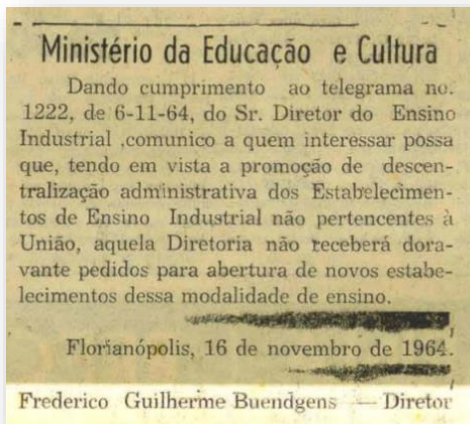 Ministério da Educação e Cultura
Dando cumprimento ao telegrama no.
1222, de 6-11-64, do Sr. Diretor do Ensino
Industrial ,comunico a quem interessar possa
que, tendo em vista a promoção de descen-
tralização administrativa dos Estabelecimen-
tos de Ensino Industrial não pertencentes à
União, aquela Diretoria não receberá dora-
vante pedidos para abertura de novos estabe-
lecimentos dessa modalidade de ensino.
Florianópolis, 16 de novembro de 1964.
Frederico Guilherme Buendgens — Diretor